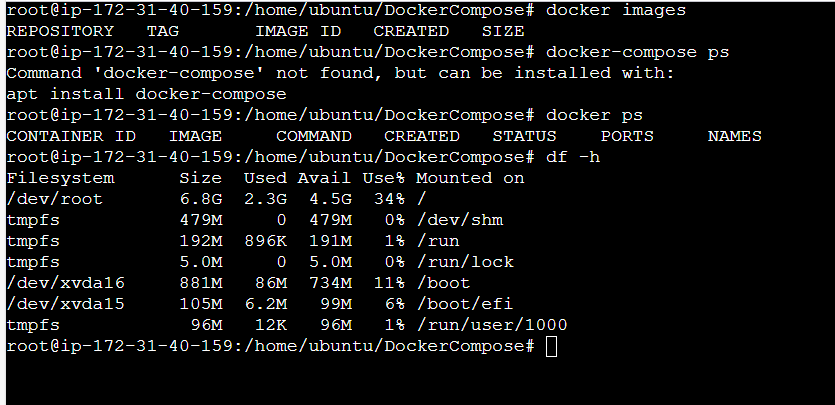 root@ip-172-31-40-159:/home/ubuntu/DockerCompose# docker images
REPOSITORY   TAG       IMAGE ID   CREATED   SIZE
root@ip-172-31-40-159:/home/ubuntu/DockerCompose# docker-compose ps
Command 'docker-compose' not found, but can be installed with:
apt install docker-compose
root@ip-172-31-40-159:/home/ubuntu/DockerCompose# docker ps
CONTAINER ID   IMAGE     COMMAND   CREATED   STATUS    PORTS     NAMES
root@ip-172-31-40-159:/home/ubuntu/DockerCompose# df -h
Filesystem      Size  Used Avail Use% Mounted on
/dev/root       6.8G  2.3G  4.5G  34% /
tmpfs           479M     0  479M   0% /dev/shm
tmpfs           192M  896K  191M   1% /run
tmpfs           5.0M     0  5.0M   0% /run/lock
/dev/xvda16     881M   86M  734M  11% /boot
/dev/xvda15     105M  6.2M   99M   6% /boot/efi
tmpfs            96M   12K   96M   1% /run/user/1000
root@ip-172-31-40-159:/home/ubuntu/DockerCompose#